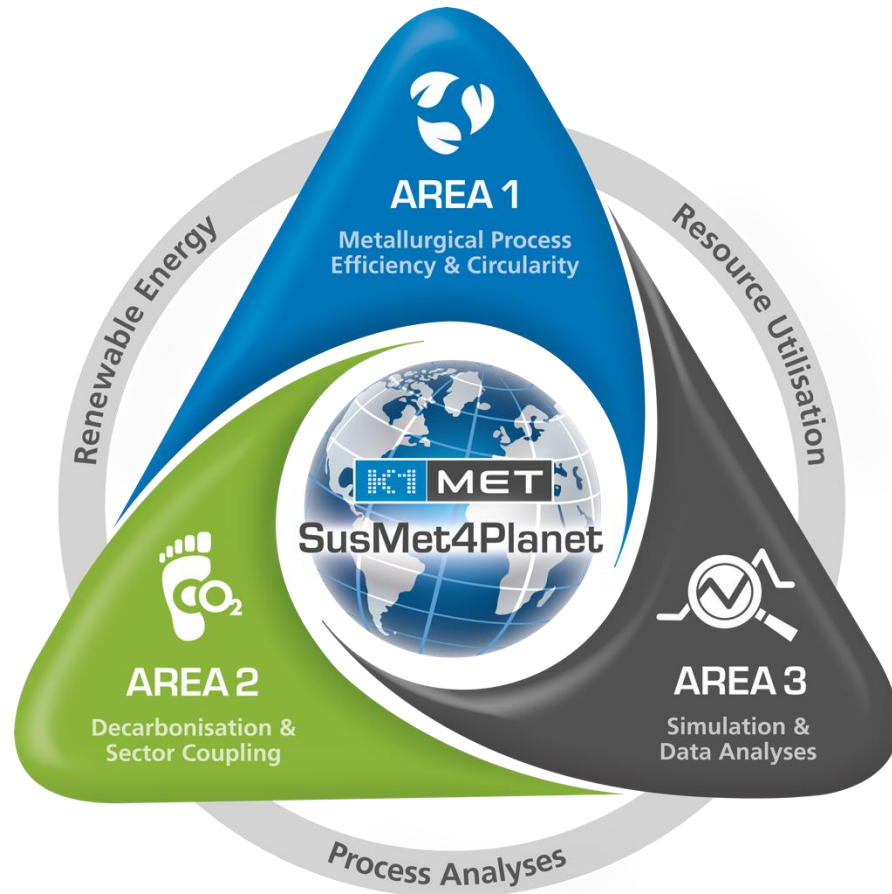 AREA 1
Metallurgical Process
Efficiency & Circularity
Renewable Energy
Resource Utilisation
K1 MET
SusMet4Planet
CO2
AREA 2
Decarbonisation &
Sector Coupling
AREA 3
Simulation &
Data Analyses
Process Analyses